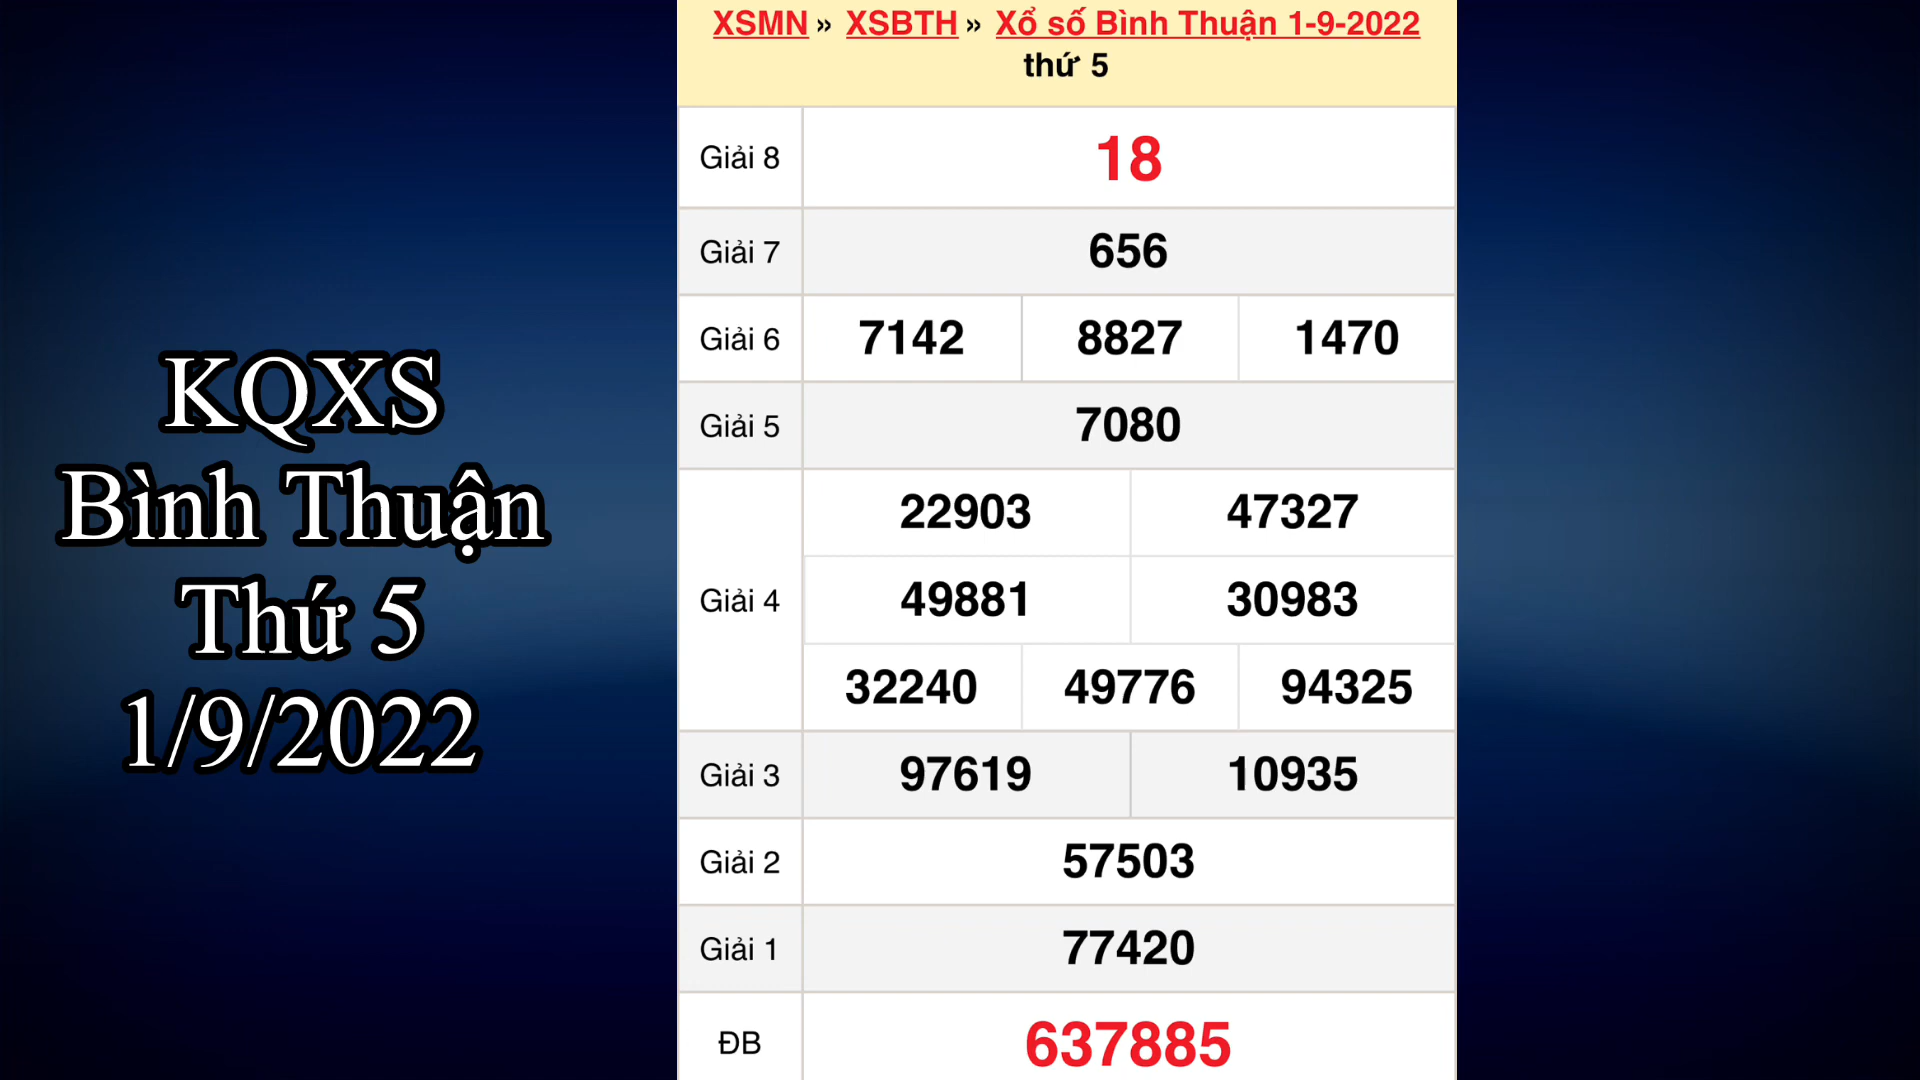 KQXS
Bình Thuận
Thứ 5
1/9/2022
XSMN » XSBTH » Xổ số Bình Thuận 1-9-2022
thứ 5
Giải 8 18
Giải 7 656
Giải 6 7142 8827 1470
Giải 5 7080
Giải 4
22903 47327
49881 30983
32240 49776 94325
Giải 3 97619 10935
Giải 2 57503
Giải 1 77420
ĐB 637885